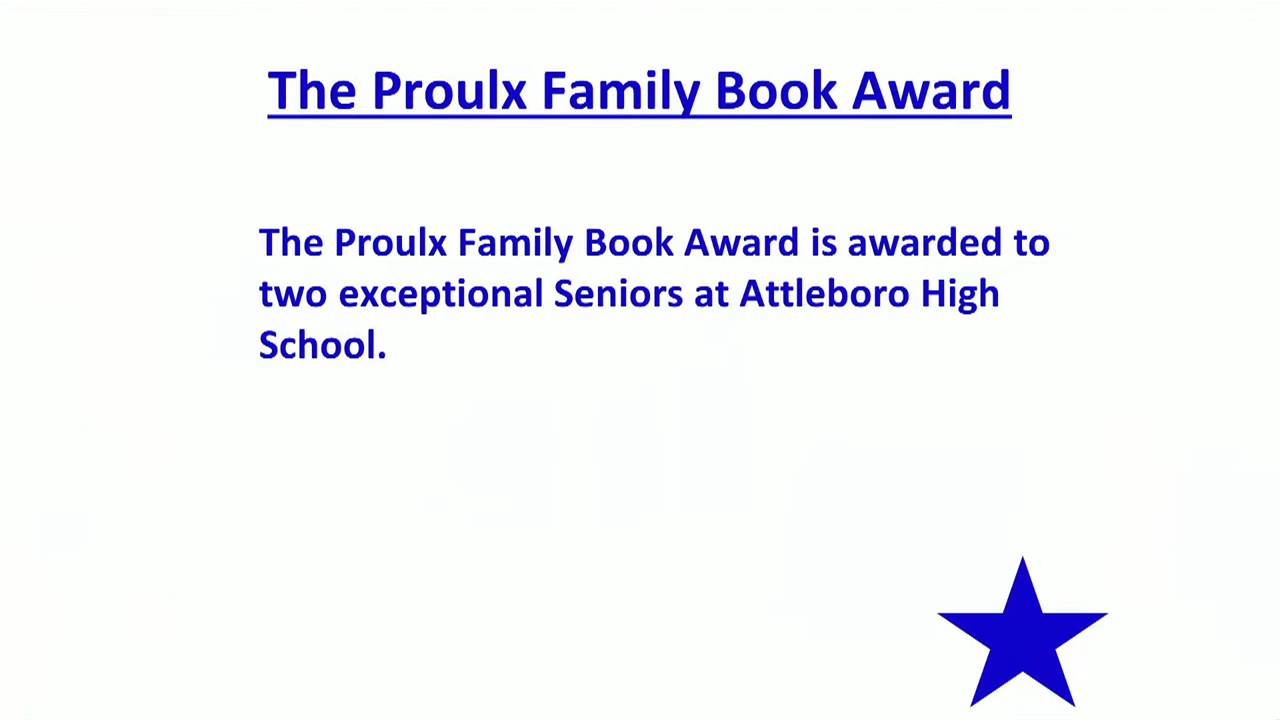 The Proulx Family Book Award
The Proulx Family Book Award is awarded to
two exceptional Seniors at Attleboro High
School.